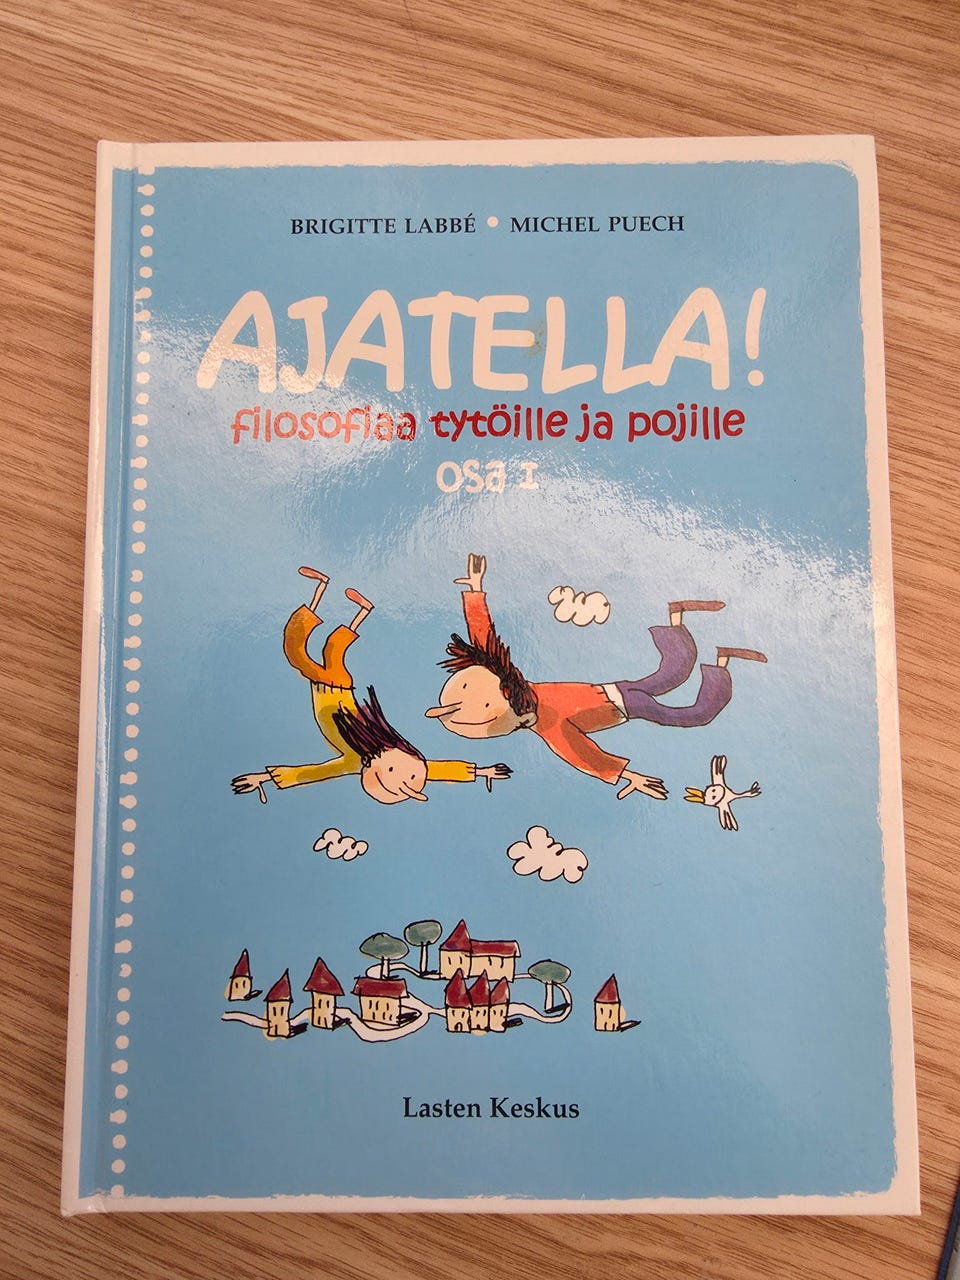 BRIGITTE LABBÉ • MICHEL PUECH
AJATELLA!
filosofiaa tytöille ja pojille
osa 1
Lasten Keskus